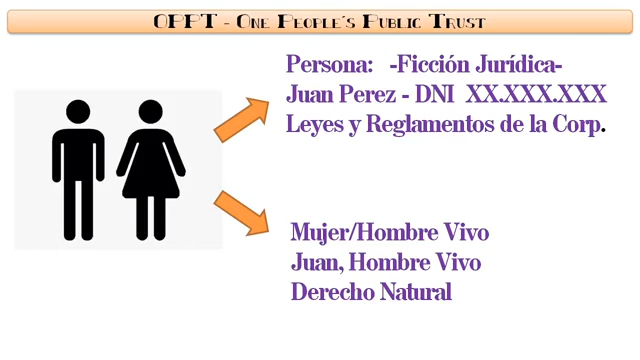 OPPT - One People's Public Trust
Persona: -Ficción Jurídica-
Juan Perez - DNI XX.XXX.XXX
Leyes y Reglamentos de la Corp.
Mujer/Hombre Vivo
Juan, Hombre Vivo
Derecho Natural